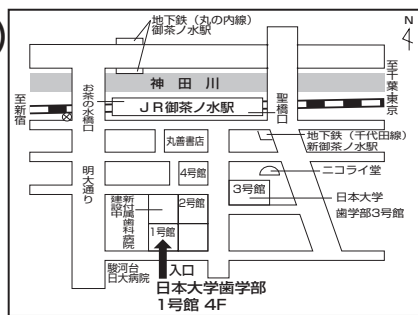 地下鉄（丸の内線）
御茶ノ水駅
N
神田川
至新宿
お茶の水橋口
JR御茶ノ水駅
聖橋口
至千葉・東京
丸善書店
地下鉄（千代田線）
新御茶ノ水駅
明大通り
4号館
ニコライ堂
3号館
日本大学
歯学部3号館
新付属歯科病院
建設中
2号館
1号館
駿河台
日大病院
入口
日本大学歯学部
1号館 4F